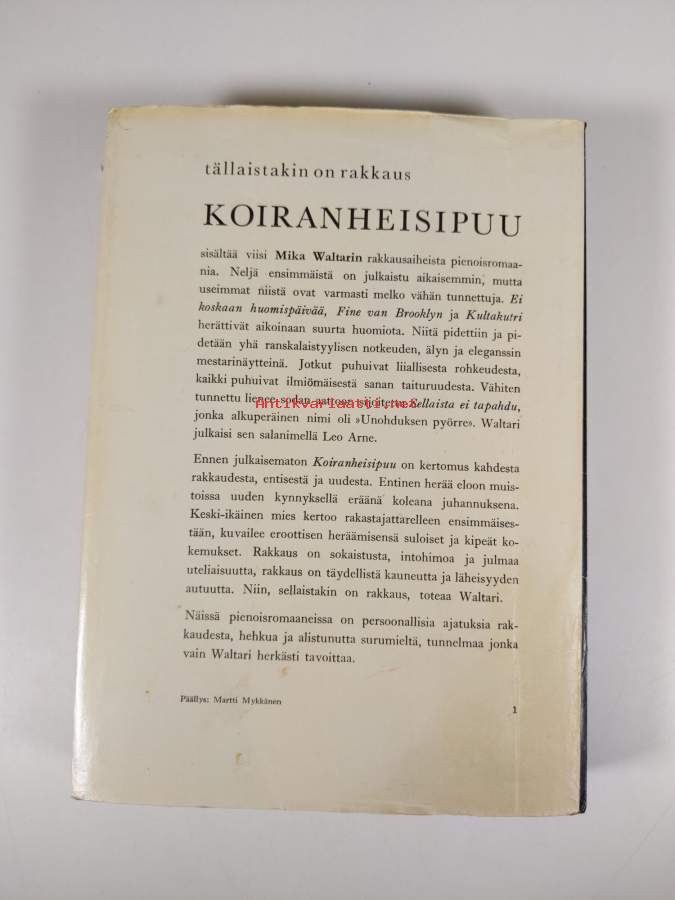 tällaistakin on rakkaus
KOIRANHEISIPUU
sisältää viisi Mika Waltarin rakkausaiheista pienoisromaa-
nia. Neljä ensimmäistä on julkaistu aikaisemmin, mutta
useimmat niistä ovat varmasti melko vähän tunnettuja. Ei
koskaan huomispäivää, Fine van Brooklyn ja Kultakutri
herättivät aikoinaan suurta huomiota. Niitä pidettiin ja pi-
detään yhä ranskalaistyylisen notkeuden, älyn ja eleganssin
mestarinäytteinä. Jotkut puhuivat liiallisesta rohkeudesta,
kaikki puhuivat ilmiömäisestä sanan taituruudesta. Vähiten
tunnettu lienee sodan aattoon sijoitettu Sellaista ei tapahdu,
jonka alkuperäinen nimi oli »Unohduksen pyörre». Waltari
julkaisi sen salanimellä Leo Arne.
Ennen julkaisematon Koiranheisipuu on kertomus kahdesta
rakkaudesta, entisestä ja uudesta. Entinen herää eloon muis-
toissa uuden kynnyksellä eräänä koleana juhannuksena.
Keski-ikäinen mies kertoo rakastajattarelleen ensimmäises-
tään, kuvailee eroottisen heräämisensä suloiset ja kipeät ko-
kemukset. Rakkaus on sokaistusta, intohimoa ja julmaa
uteliaisuutta, rakkaus on täydellistä kauneutta ja läheisyyden
autuutta. Niin, sellaistakin on rakkaus, toteaa Waltari.
Näissä pienoisromaaneissa on persoonallisia ajatuksia rak-
kaudesta, hehkua ja alistunutta surumieltä, tunnelmaa jonka
vain Waltari herkästi tavoittaa.
Päällys: Martti Mykkänen
1